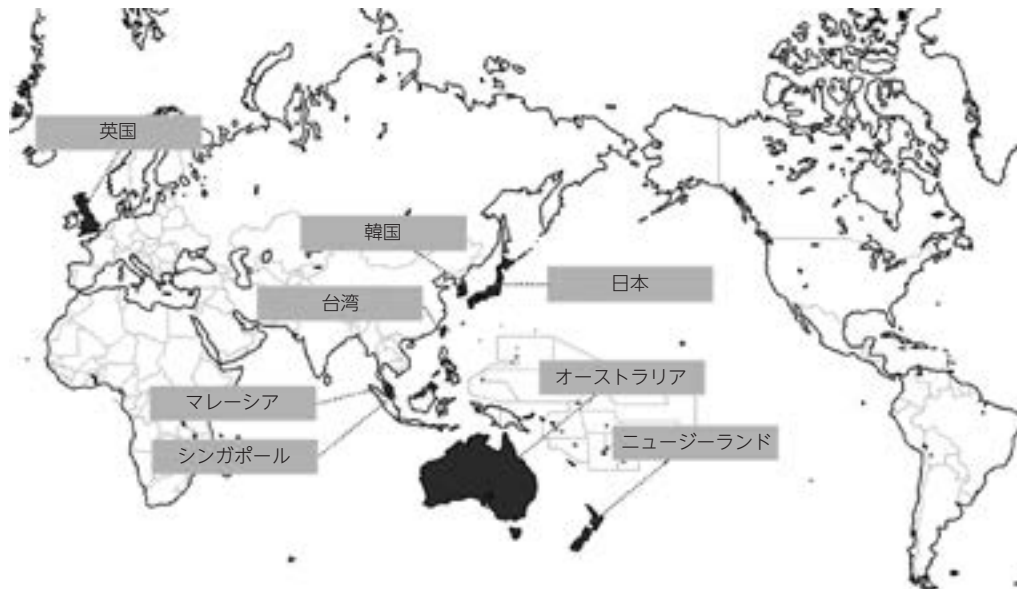 英国
韓国
日本
台湾
オーストラリア
マレーシア
ニュージーランド
シンガポール